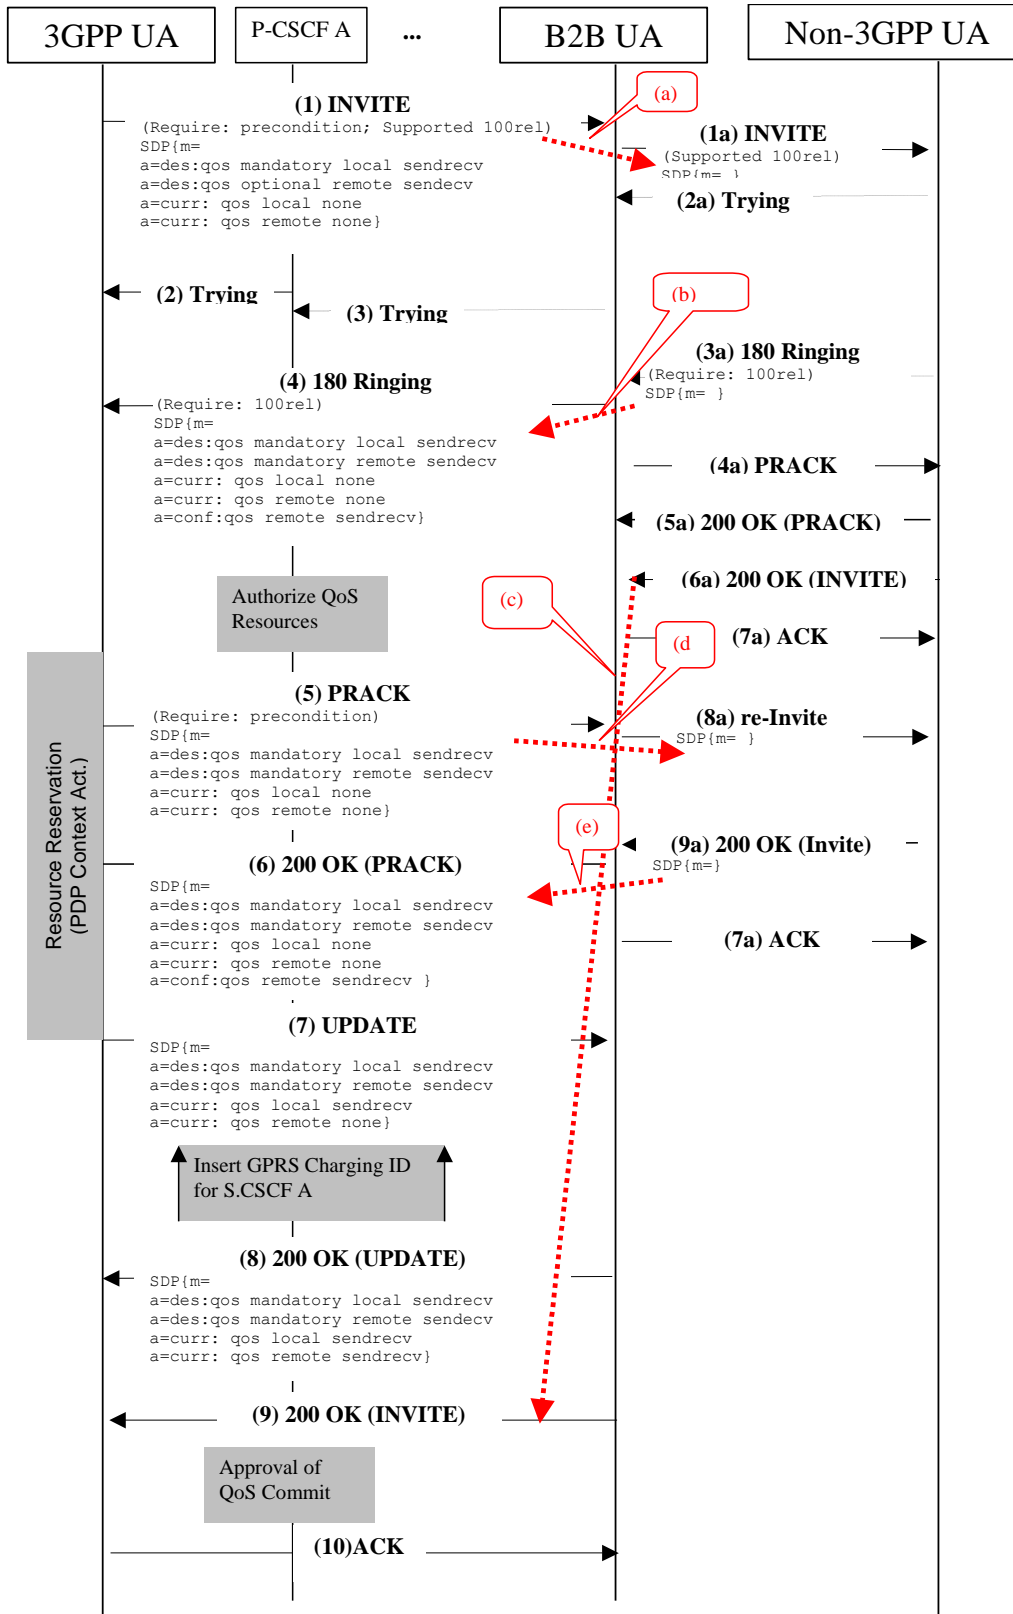 3GPP UA
P-CSCF A
...
B2B UA
Non-3GPP UA
(a)
(1) INVITE
(Require: precondition; Supported 100rel)
SDP{m=
a=des:qos mandatory local sendrecv
a=des:qos optional remote sendecv
a=curr: qos local none
a=curr: qos remote none}
(1a) INVITE
(Supported 100rel)
SDP{m= }
(2a) Trying
(2) Trying
(3) Trying
(b)
(3a) 180 Ringing
(Require: 100rel)
SDP{m= }
(4) 180 Ringing
(Require: 100rel)
SDP{m=
a=des:qos mandatory local sendrecv
a=des:qos mandatory remote sendecv
a=curr: qos local none
a=curr: qos remote none
a=conf:qos remote sendrecv}
(4a) PRACK
(5a) 200 OK (PRACK)
(6a) 200 OK (INVITE)
Authorize QoS
Resources
(c)
(7a) ACK
(d
(5) PRACK
(Require: precondition)
SDP{m=
a=des:qos mandatory local sendrecv
a=des:qos mandatory remote sendecv
a=curr: qos local none
a=curr: qos remote none}
(8a) re-Invite
SDP{m= }
Resource Reservation
(PDP Context Act.)
(e)
(9a) 200 OK (Invite)
SDP{m=}
(6) 200 OK (PRACK)
SDP{m=
a=des:qos mandatory local sendrecv
a=des:qos mandatory remote sendecv
a=curr: qos local none
a=curr: qos remote none
a=conf:qos remote sendrecv }
(7a) ACK
(7) UPDATE
SDP{m=
a=des:qos mandatory local sendrecv
a=des:qos mandatory remote sendecv
a=curr: qos local sendrecv
a=curr: qos remote none}
Insert GPRS Charging ID
for S.CSCF A
(8) 200 OK (UPDATE)
SDP{m=
a=des:qos mandatory local sendrecv
a=des:qos mandatory remote sendecv
a=curr: qos local sendrecv
a=curr: qos remote sendrecv}
(9) 200 OK (INVITE)
Approval of
QoS Commit
(10)ACK